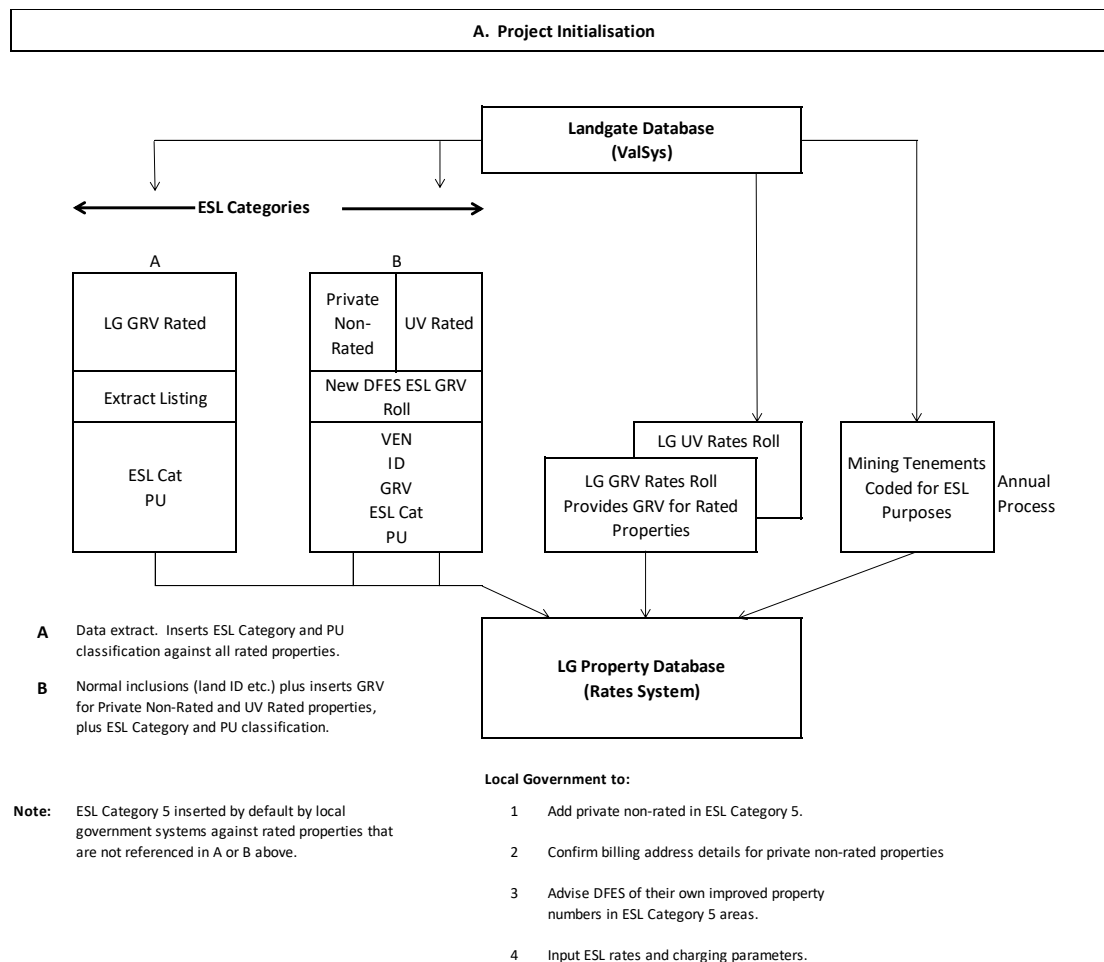 A. Project Initialisation
Landgate Database
(ValSys)
ESL Categories
A
B
LG GRV Rated
Private
Non-
Rated
UV Rated
Extract Listing
New DFES ESL GRV
Roll
ESL Cat
PU
VEN
ID
GRV
ESL Cat
PU
LG UV Rates Roll
LG GRV Rates Roll
Provides GRV for Rated
Properties
Mining Tenements
Coded for ESL
Purposes
Annual
Process
LG Property Database
(Rates System)
A Data extract. Inserts ESL Category and PU
classification against all rated properties.
B Normal inclusions (land ID etc.) plus inserts GRV
for Private Non-Rated and UV Rated properties,
plus ESL Category and PU classification.
Note: ESL Category 5 inserted by default by local
government systems against rated properties that
are not referenced in A or B above.
Local Government to:
1 Add private non-rated in ESL Category 5.
2 Confirm billing address details for private non-rated properties
3 Advise DFES of their own improved property
numbers in ESL Category 5 areas.
4 Input ESL rates and charging parameters.